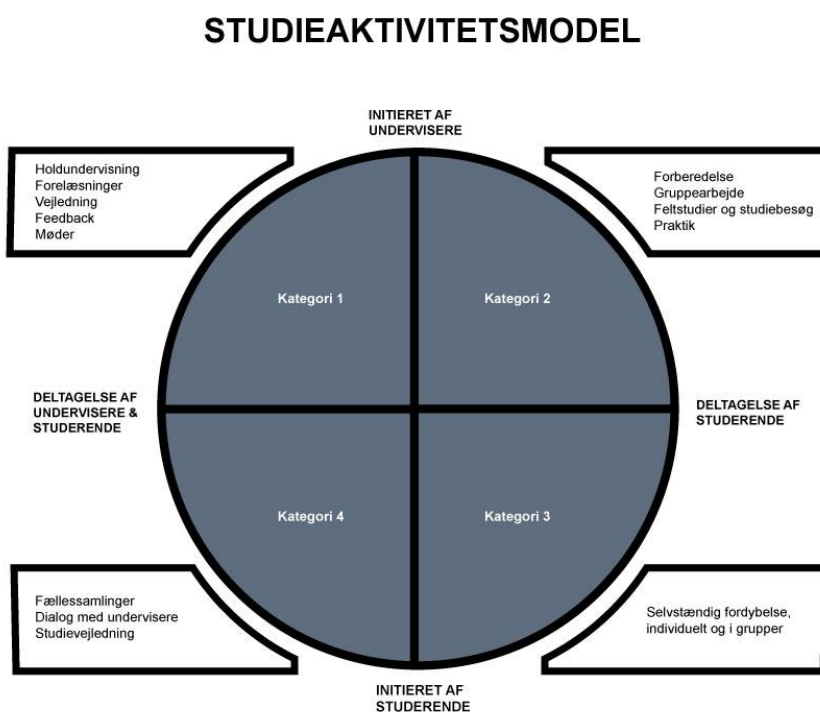 STUDIEAKTIVITETSMODEL
INITIERET AF
UNDERVISERE
Holdundervisning
Forelæsninger
Vejledning
Feedback
Møder
Forberedelse
Gruppearbejde
Feltstudier og studiebesøg
Praktik
Kategori 1
Kategori 2
DELTAGELSE AF
UNDERVISERE &
STUDERENDE
DELTAGELSE AF
STUDERENDE
Kategori 4
Kategori 3
Fællessamlinger
Dialog med undervisere
Studievejledning
Selvstændig fordybelse,
individuelt og i grupper
INITIERET AF
STUDERENDE